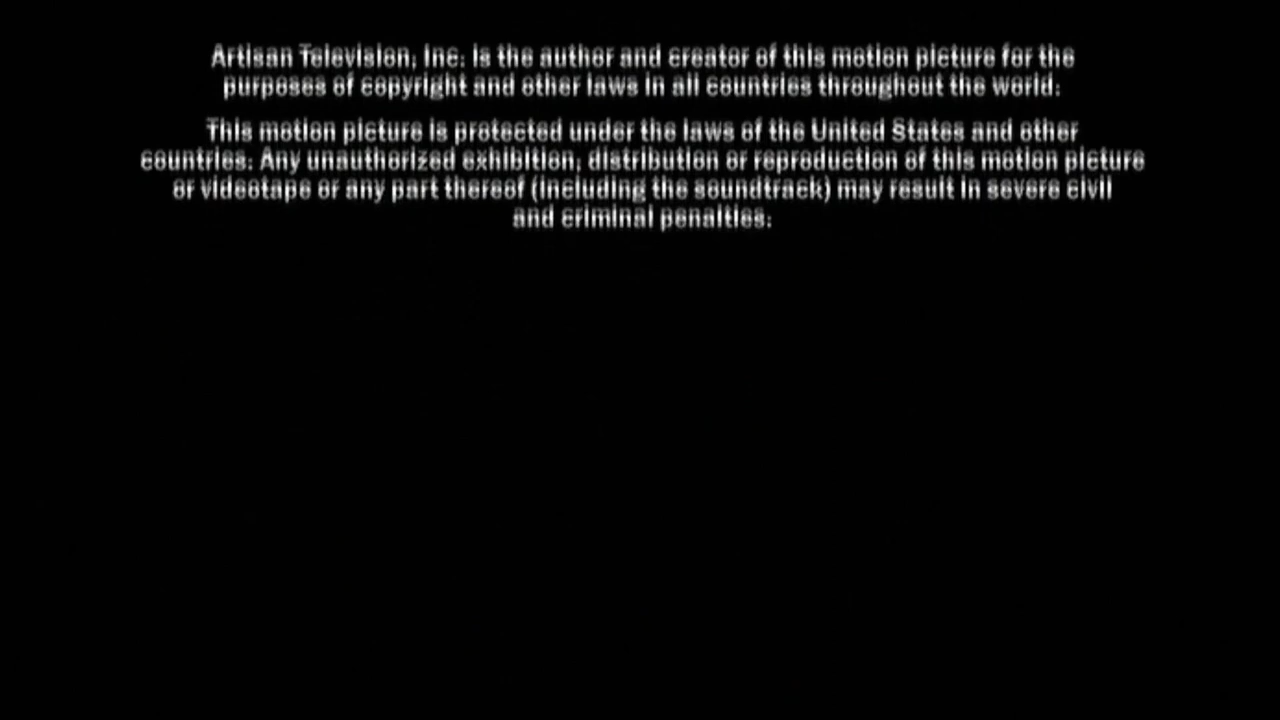 Artisan Television, Inc. is the author and creator of this motion picture for the
purposes of copyright and other laws in all countries throughout the world.
This motion picture is protected under the laws of the United States and other
countries. Any unauthorized exhibition, distribution or reproduction of this motion picture
or videotape or any part thereof (including the soundtrack) may result in severe civil
and criminal penalties.